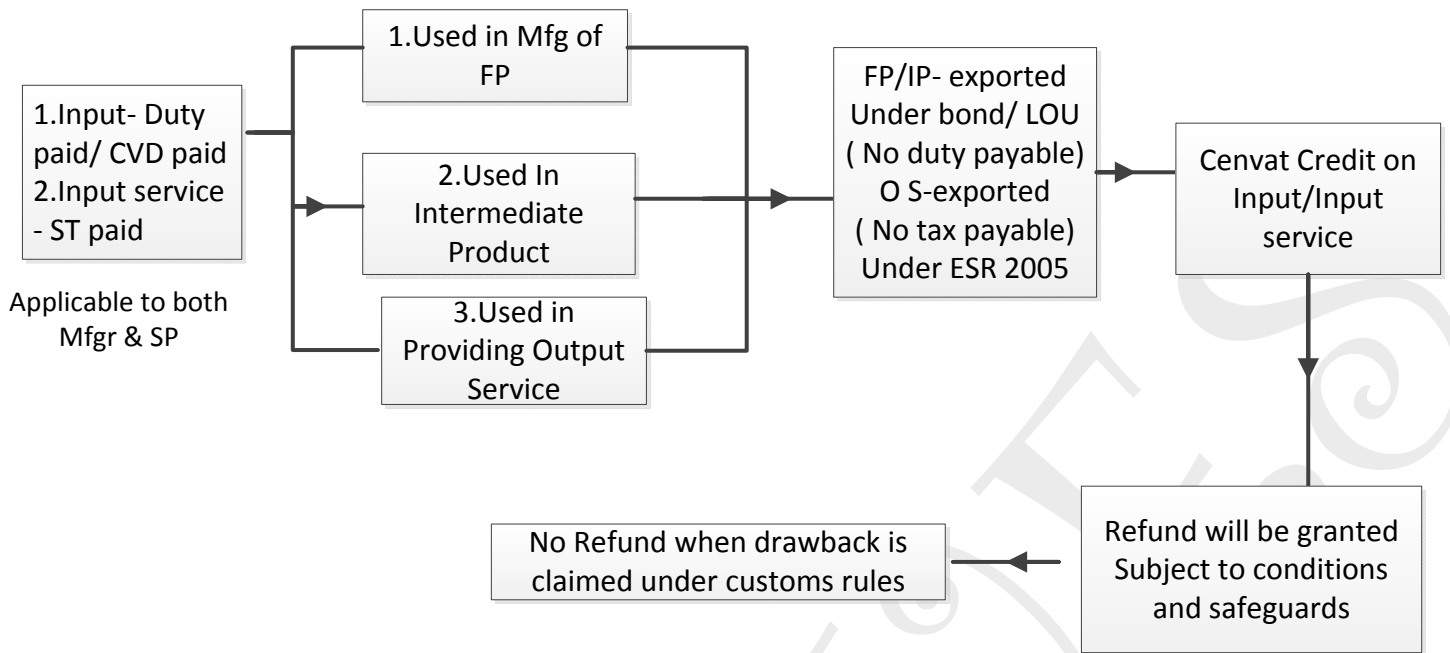 1.Input- Duty
paid/ CVD paid
2.Input service
- ST paid
Applicable to both
Mfgr & SP
1.Used in Mfg of
FP
2.Used In
Intermediate
Product
3.Used in
Providing Output
Service
FP/IP- exported
Under bond/ LOU
( No duty payable)
O S-exported
( No tax payable)
Under ESR 2005
Cenvat Credit on
Input/Input
service
Refund will be granted
Subject to conditions
and safeguards
No Refund when drawback is
claimed under customs rules